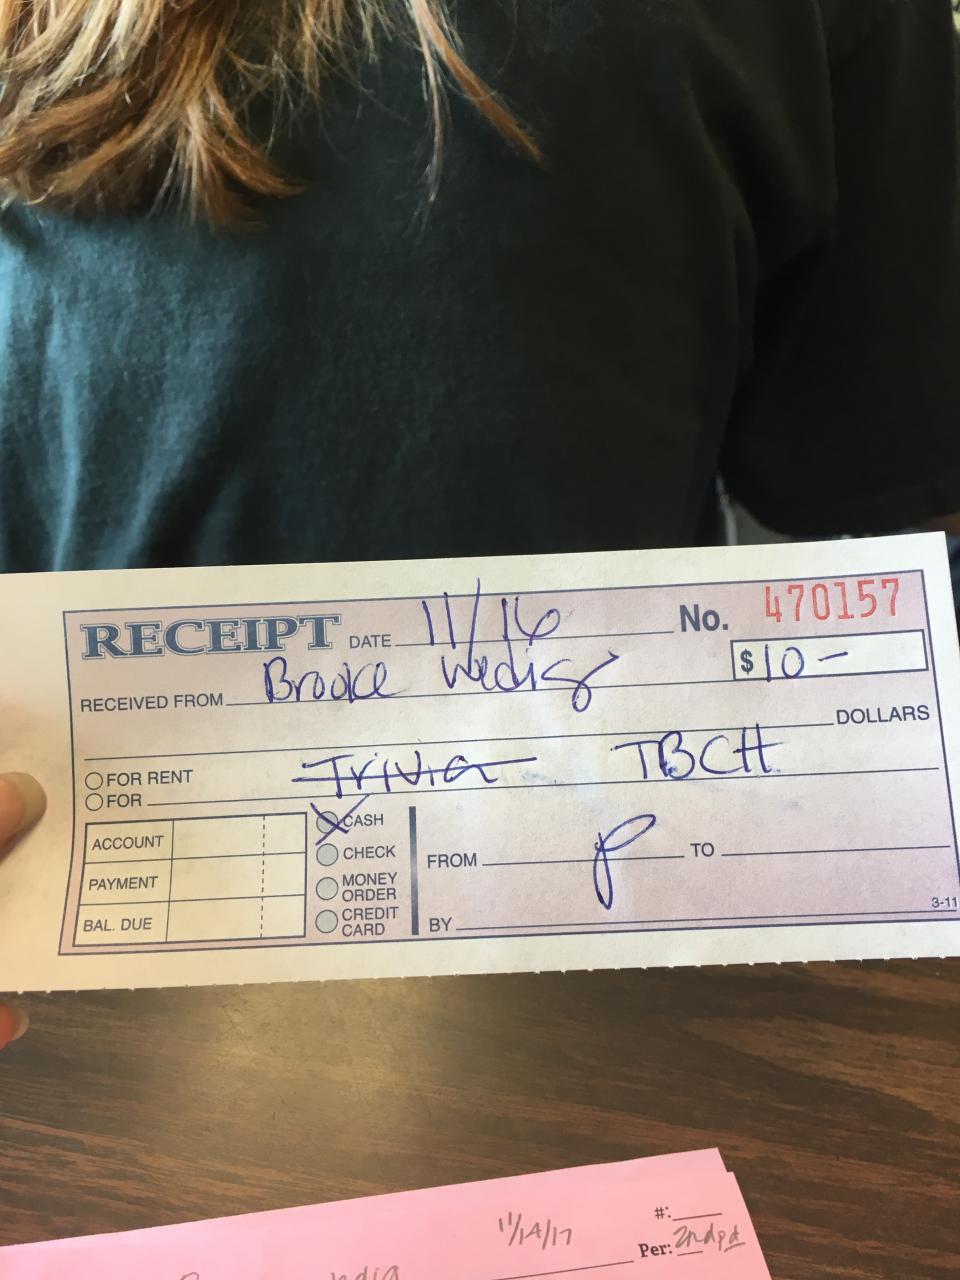 RECEIPT DATE 11/16 No. 470157
RECEIVED FROM Brooke Wedig $10-
DOLLARS
FOR RENT Trivia TBCH
FOR
ACCOUNT CASH
PAYMENT CHECK FROM TO
BAL. DUE MONEY ORDER
CREDIT CARD BY 3-11
11/14/17 #:
Per: 2nd pd